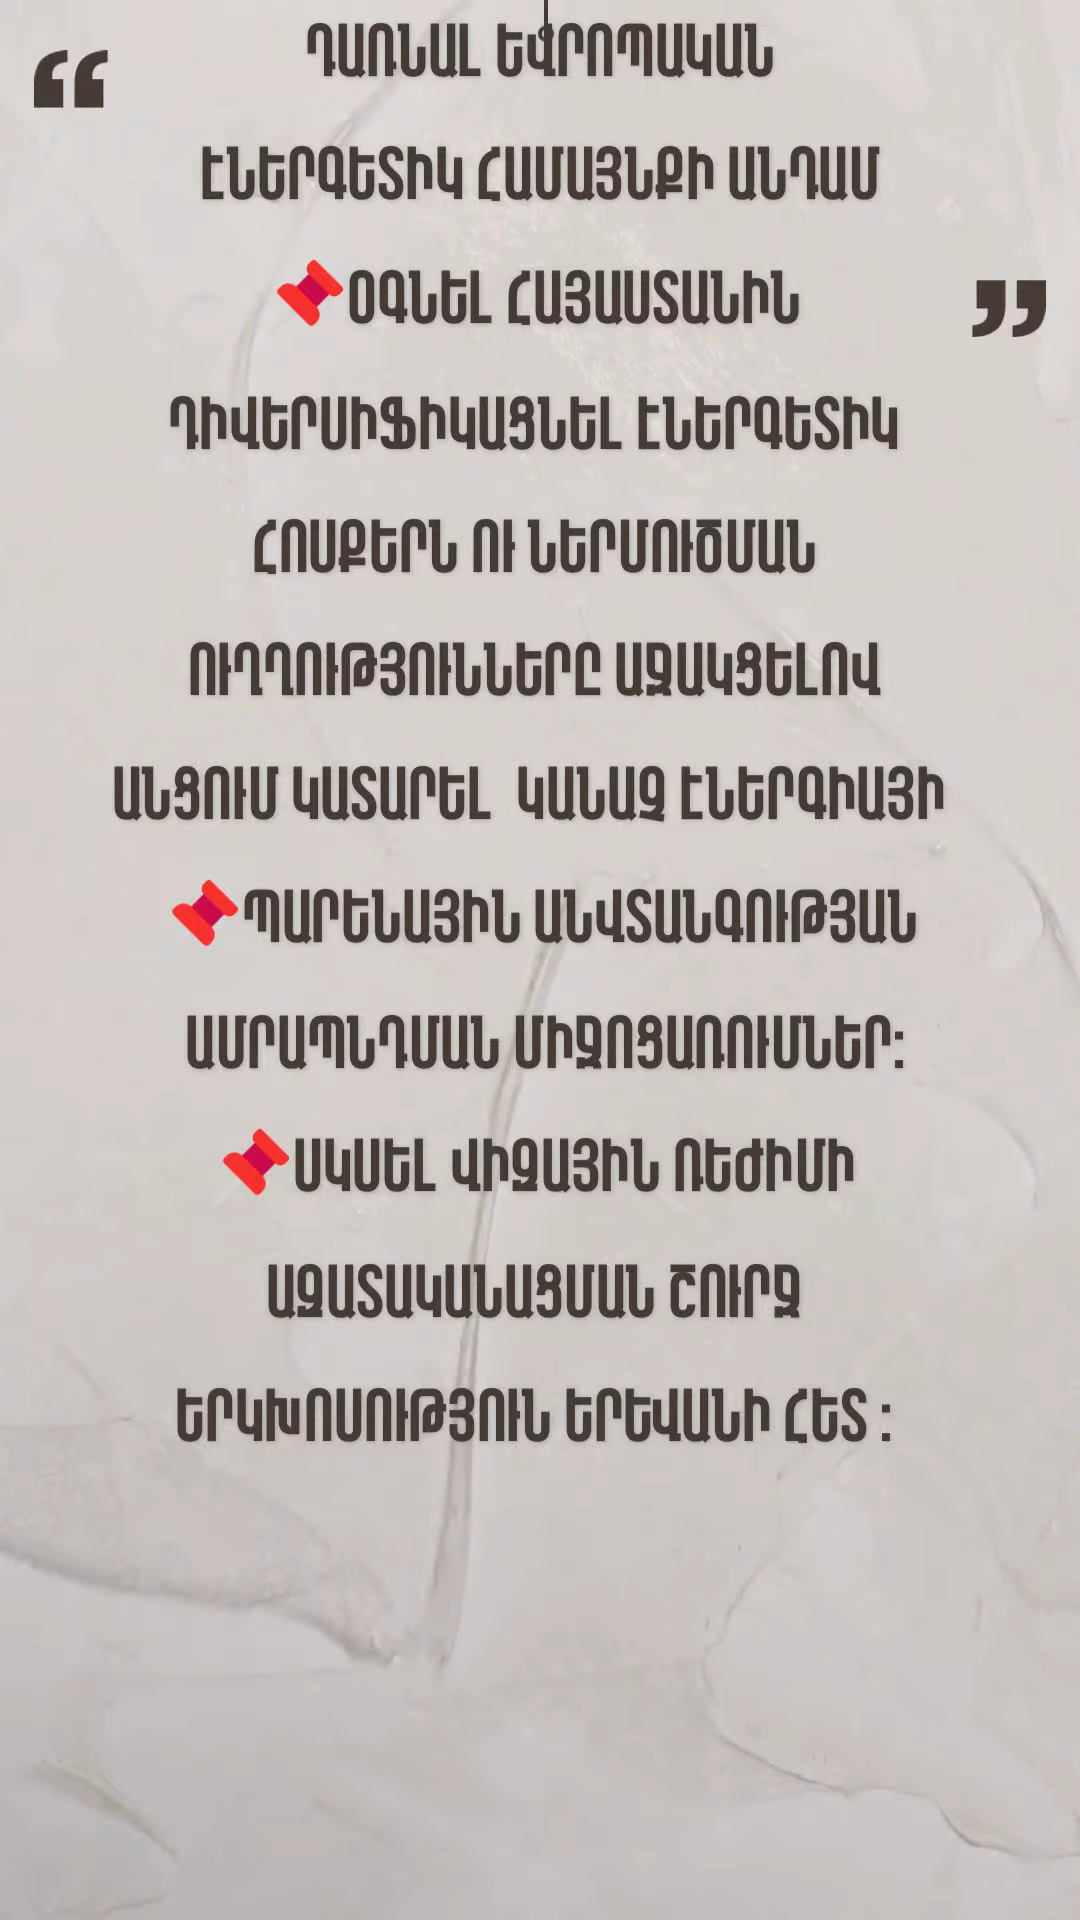 “
ԴԱՌՆԱԼ ԵՎՐՈՊԱԿԱՆ
ԷՆԵՐԳԵՏԻԿ ՀԱՄԱՅՆՔԻ ԱՆԴԱՄ
📌ՕԳՆԵԼ ՀԱՅԱՍՏԱՆԻՆ
”
ԴԻՎԵՐՍԻՖԻԿԱՑՆԵԼ ԷՆԵՐԳԵՏԻԿ
ՀՈՍՔԵՐՆ ՈՒ ՆԵՐՄՈՒԾՄԱՆ
ՈՒՂՂՈՒԹՅՈՒՆՆԵՐԸ ԱՋԱԿՑԵԼՈՎ
ԱՆՑՈՒՄ ԿԱՏԱՐԵԼ  ԿԱՆԱՉ ԷՆԵՐԳԻԱՅԻ
📌ՊԱՐԵՆԱՅԻՆ ԱՆՎՏԱՆԳՈՒԹՅԱՆ
ԱՄՐԱՊՆԴՄԱՆ ՄԻՋՈՑԱՌՈՒՄՆԵՐ:
📌ՍԿՍԵԼ ՎԻԶԱՅԻՆ ՌԵԺԻՄԻ
ԱԶԱՏԱԿԱՆԱՑՄԱՆ ՇՈՒՐՋ
ԵՐԿԽՈՍՈՒԹՅՈՒՆ ԵՐԵՎԱՆԻ ՀԵՏ :